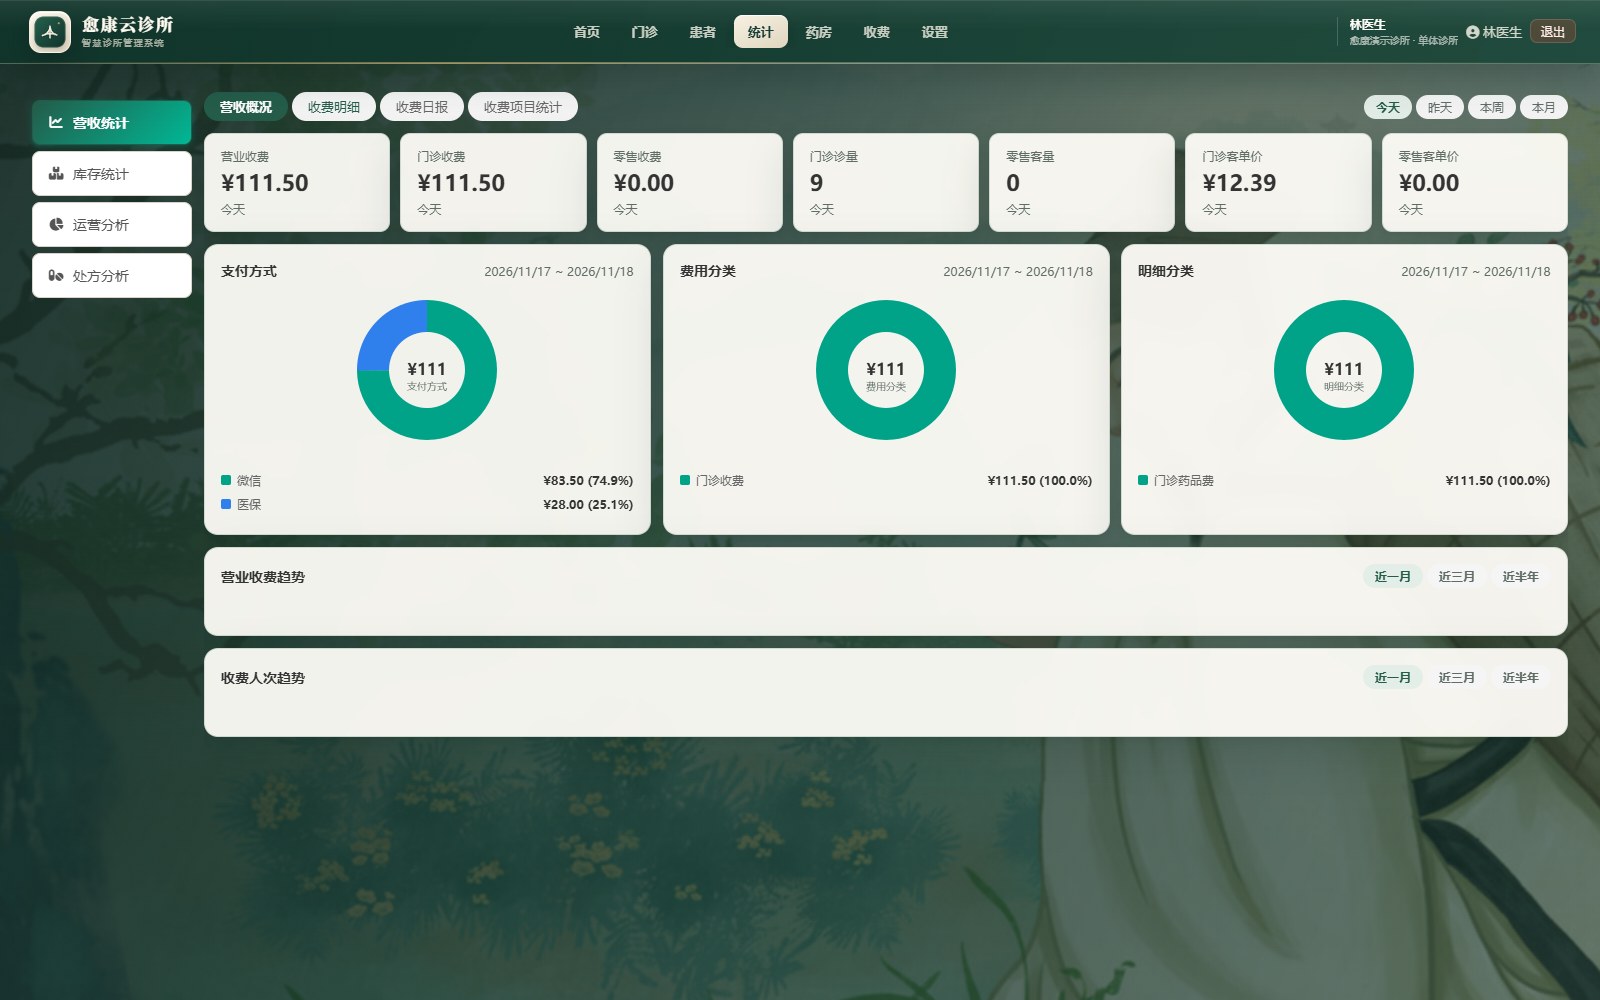 愈康云诊所
智慧诊所管理系统
首页
门诊
患者
统计
药房
收费
设置
林医生
愈康演示诊所 · 单体诊所
林医生
退出
营收统计
库存统计
运营分析
处方分析
营收概况
收费明细
收费日报
收费项目统计
今天
昨天
本周
本月
营业收费
¥111.50
今天
门诊收费
¥111.50
今天
零售收费
¥0.00
今天
门诊诊量
9
今天
零售客量
0
今天
门诊客单价
¥12.39
今天
零售客单价
¥0.00
今天
支付方式
2026/11/17 ~ 2026/11/18
¥111
支付方式
微信
¥83.50 (74.9%)
医保
¥28.00 (25.1%)
费用分类
2026/11/17 ~ 2026/11/18
¥111
费用分类
门诊收费
¥111.50 (100.0%)
明细分类
2026/11/17 ~ 2026/11/18
¥111
明细分类
门诊药品费
¥111.50 (100.0%)
营业收费趋势
近一月
近三月
近半年
收费人次趋势
近一月
近三月
近半年